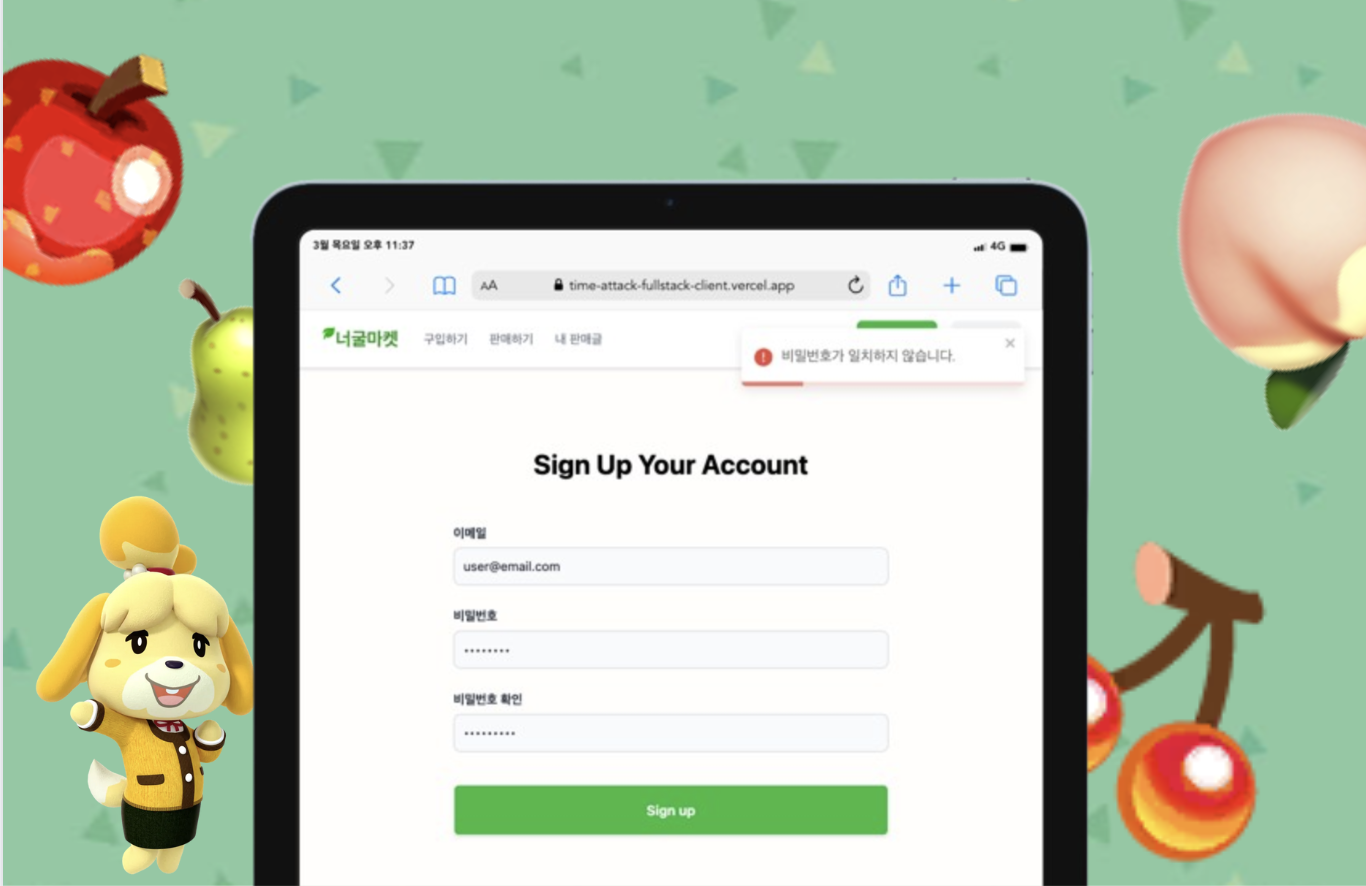 3월 목요일 오후 11:37
4G
AA
time-attack-fullstack-client.vercel.app
너굴마켓
구입하기
판매하기
내 판매글
비밀번호가 일치하지 않습니다.
Sign Up Your Account
이메일
user@email.com
비밀번호
••••••••
비밀번호 확인
•••••••••
Sign up